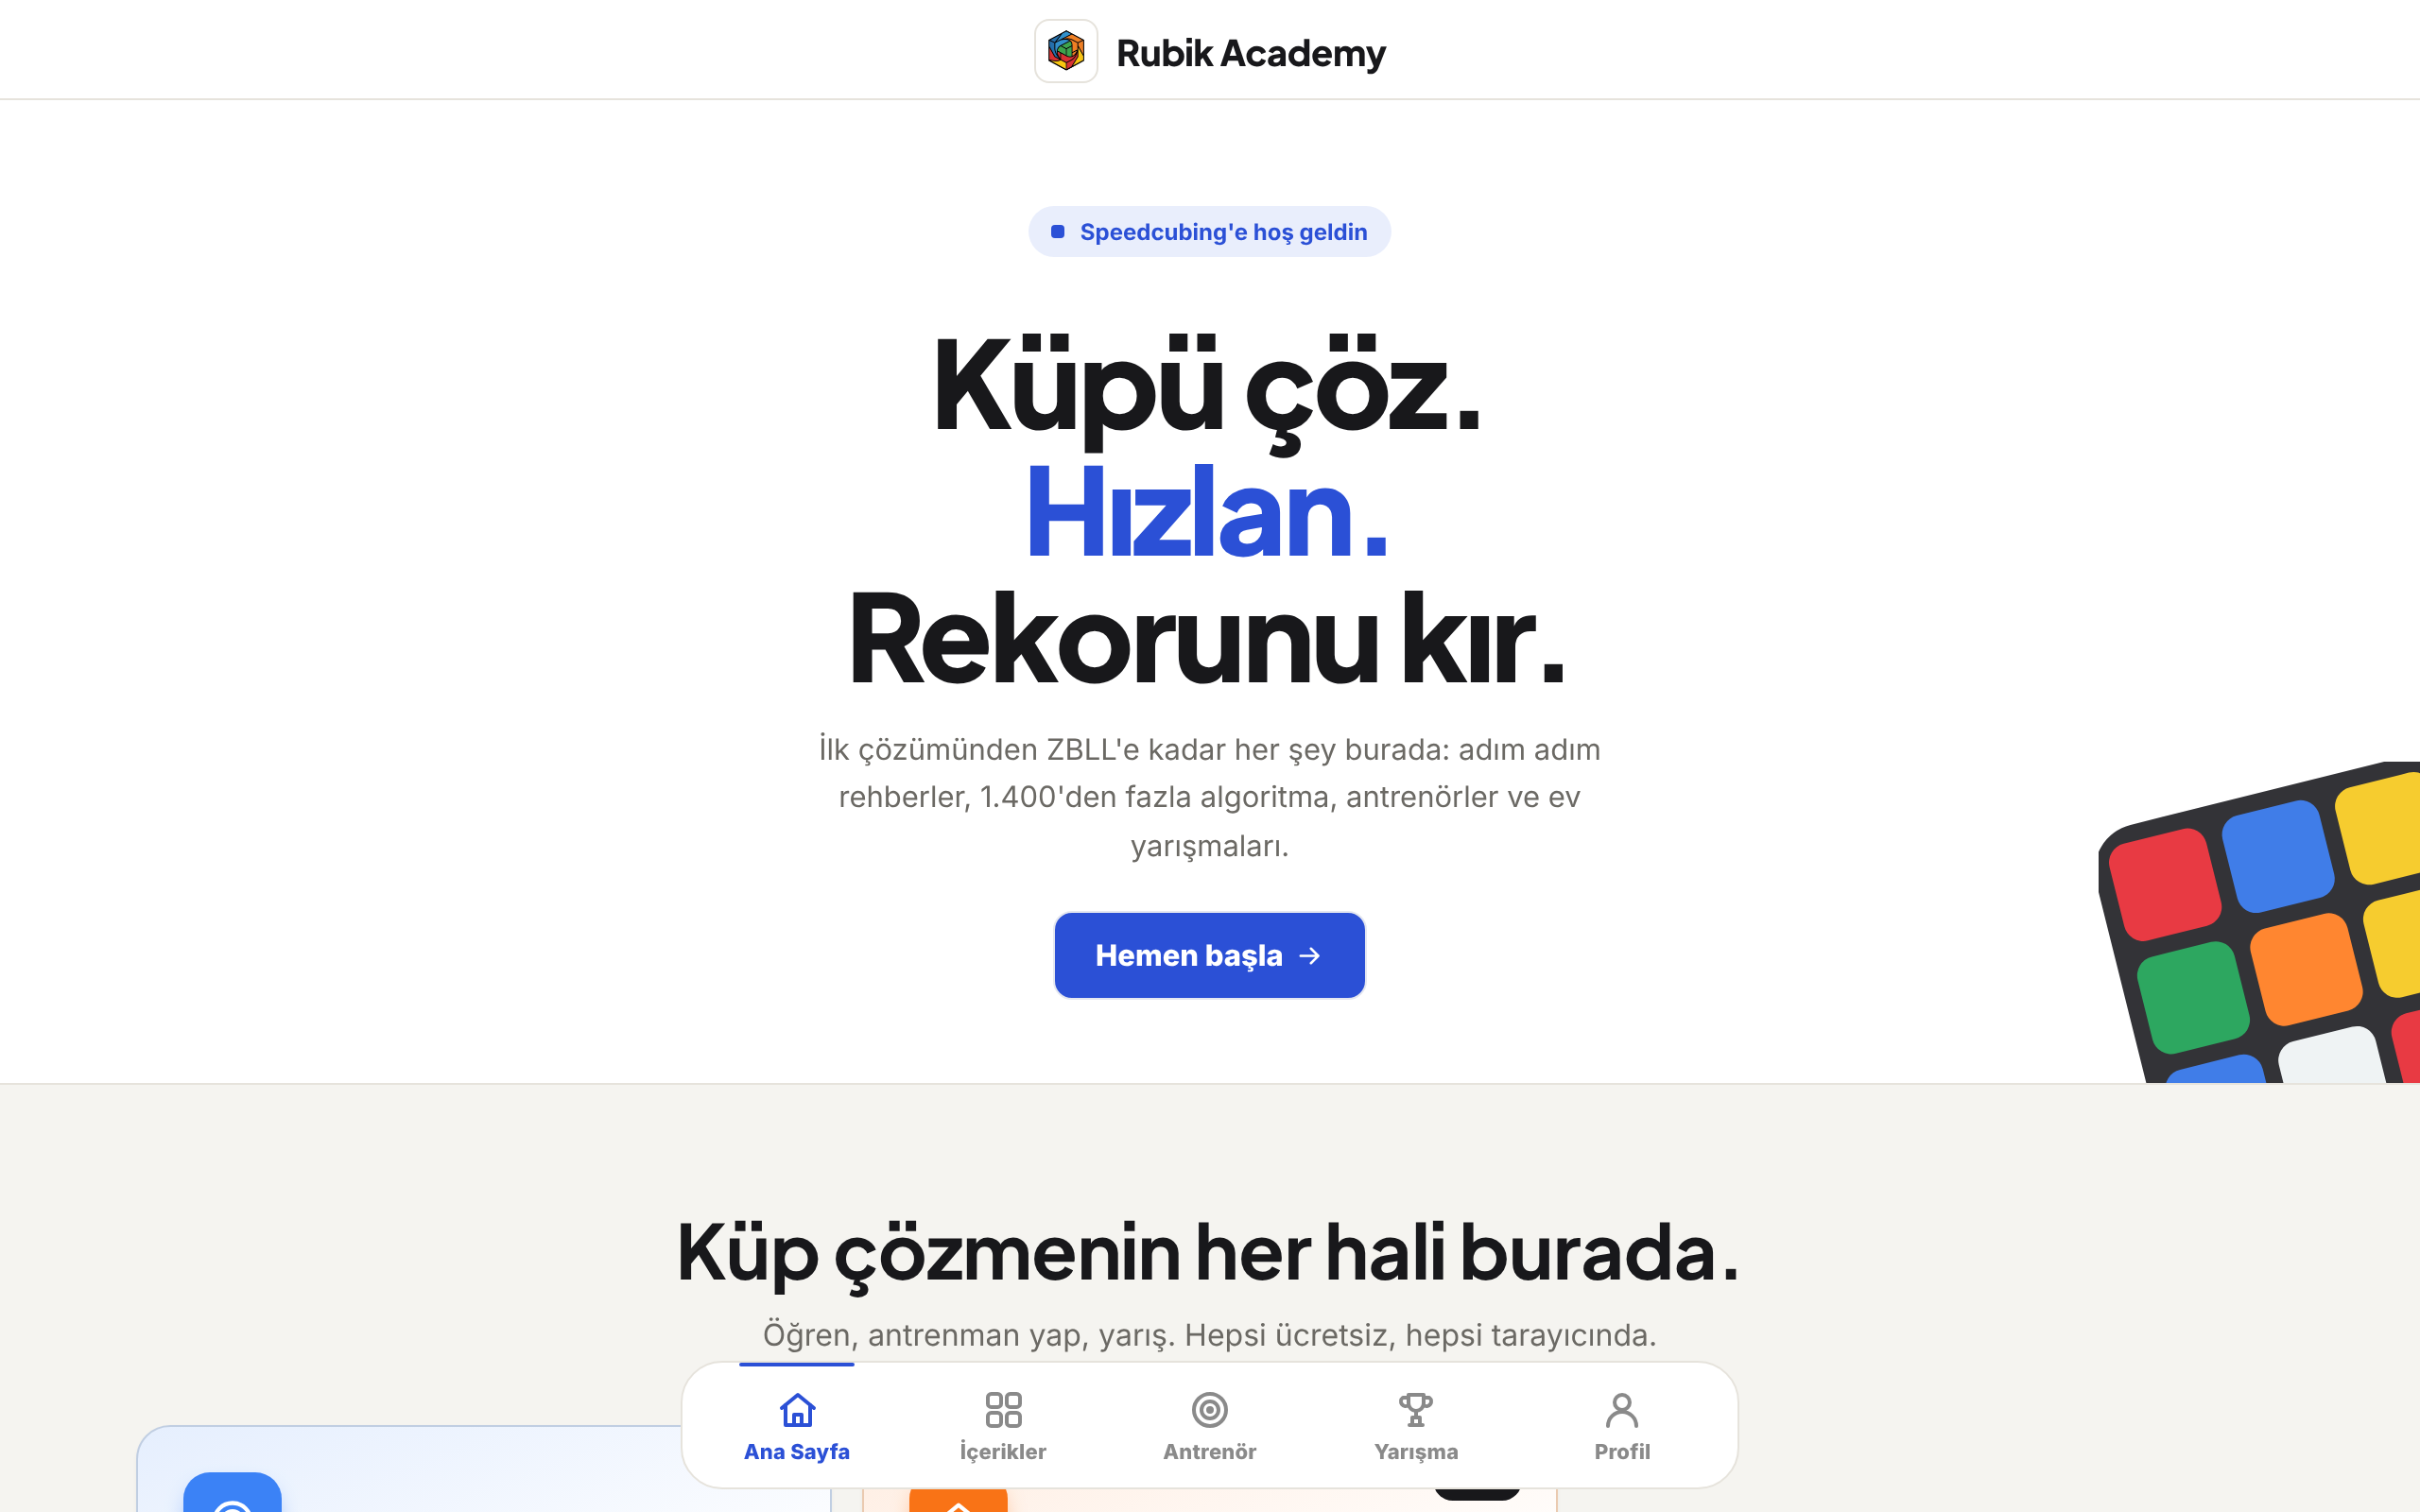 Rubik Academy
Speedcubing'e hoş geldin
Küpü çöz.
Hızlan.
Rekorunu kır.
İlk çözümünden ZBLL'e kadar her şey burada: adım adım
rehberler, 1.400'den fazla algoritma, antrenörler ve ev
yarışmaları.
Hemen başla →
Küp çözmenin her hali burada.
Öğren, antrenman yap, yarış. Hepsi ücretsiz, hepsi tarayıcında.
Ana Sayfa
İçerikler
Antrenör
Yarışma
Profil